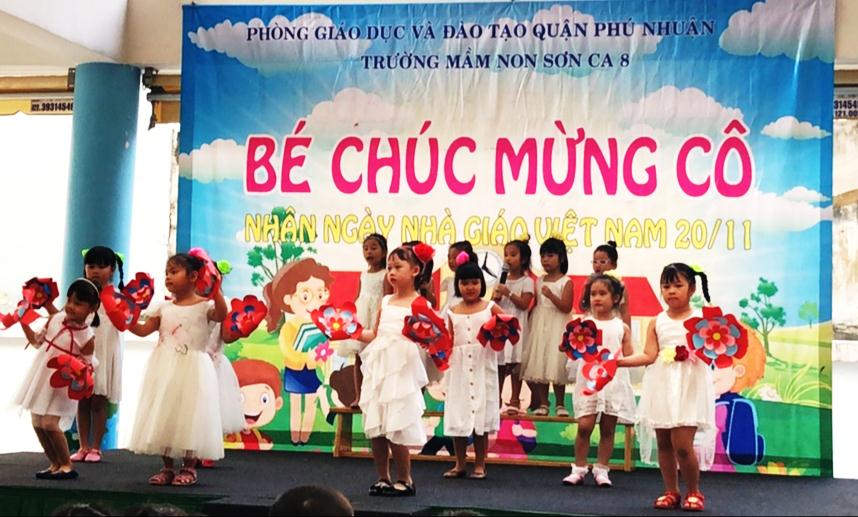 PHÒNG GIÁO DỤC VÀ ĐÀO TẠO QUẬN PHÚ NHUẬN
TRƯỜNG MẦM NON SƠN CA 8
BÉ CHÚC MỪNG CÔ
NHÂN NGÀY NHÀ GIÁO VIỆT NAM 20/11